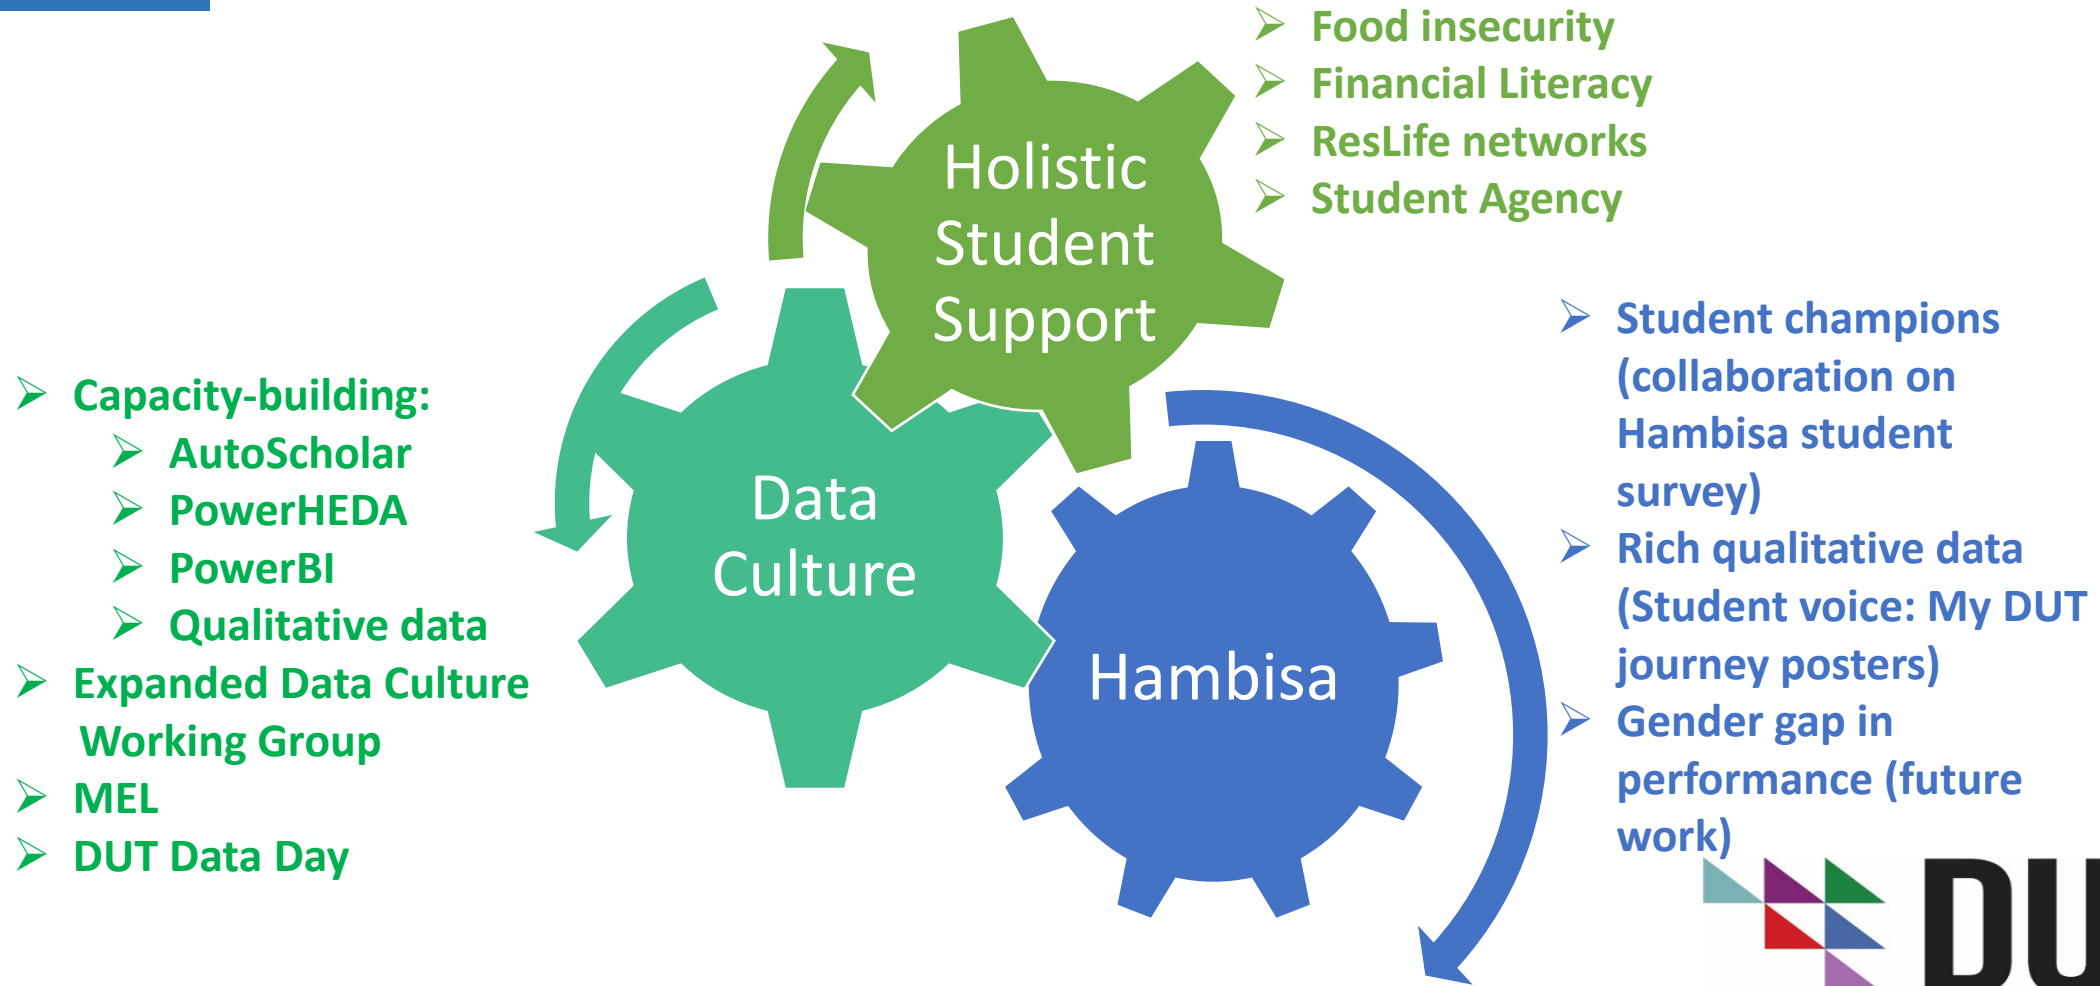 ➢ Food insecurity
➢ Financial Literacy
➢ ResLife networks
➢ Student Agency
Holistic
Student
Support
➢ Capacity-building:
➢ AutoScholar
➢ PowerHEDA
➢ PowerBI
➢ Qualitative data
➢ Expanded Data Culture
Working Group
➢ MEL
➢ DUT Data Day
Data
Culture
Hambisa
➢ Student champions
(collaboration on
Hambisa student
survey)
➢ Rich qualitative data
(Student voice: My DUT
journey posters)
➢ Gender gap in
performance (future
work)
DU